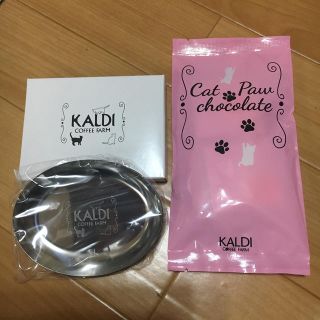 KALDI
COFFEE FARM
KALDI
COFFEE FARM
Cat Paw
chocolate
KALDI
COFFEE FARM